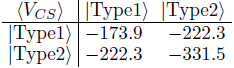 ⟨V_CS⟩ |Type1⟩ |Type2⟩
|Type1⟩ −173.9 −222.3
|Type2⟩ −222.3 −331.5